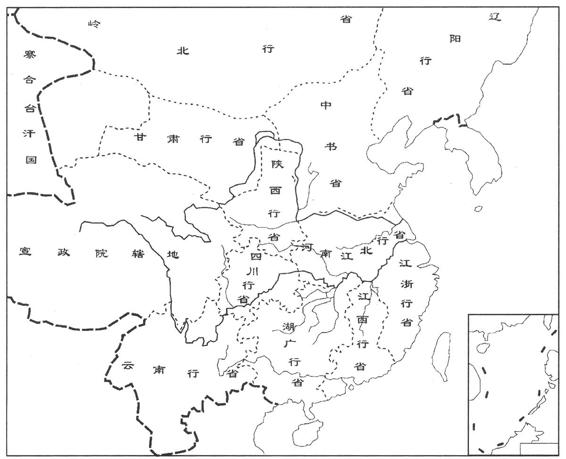 岭北行省
辽阳行省
察合台汗国
甘肃行省
中书省
陕西行省
宣政院辖地
四川行省
河南江北行省
江浙行省
江西行省
湖广行省
云南行省